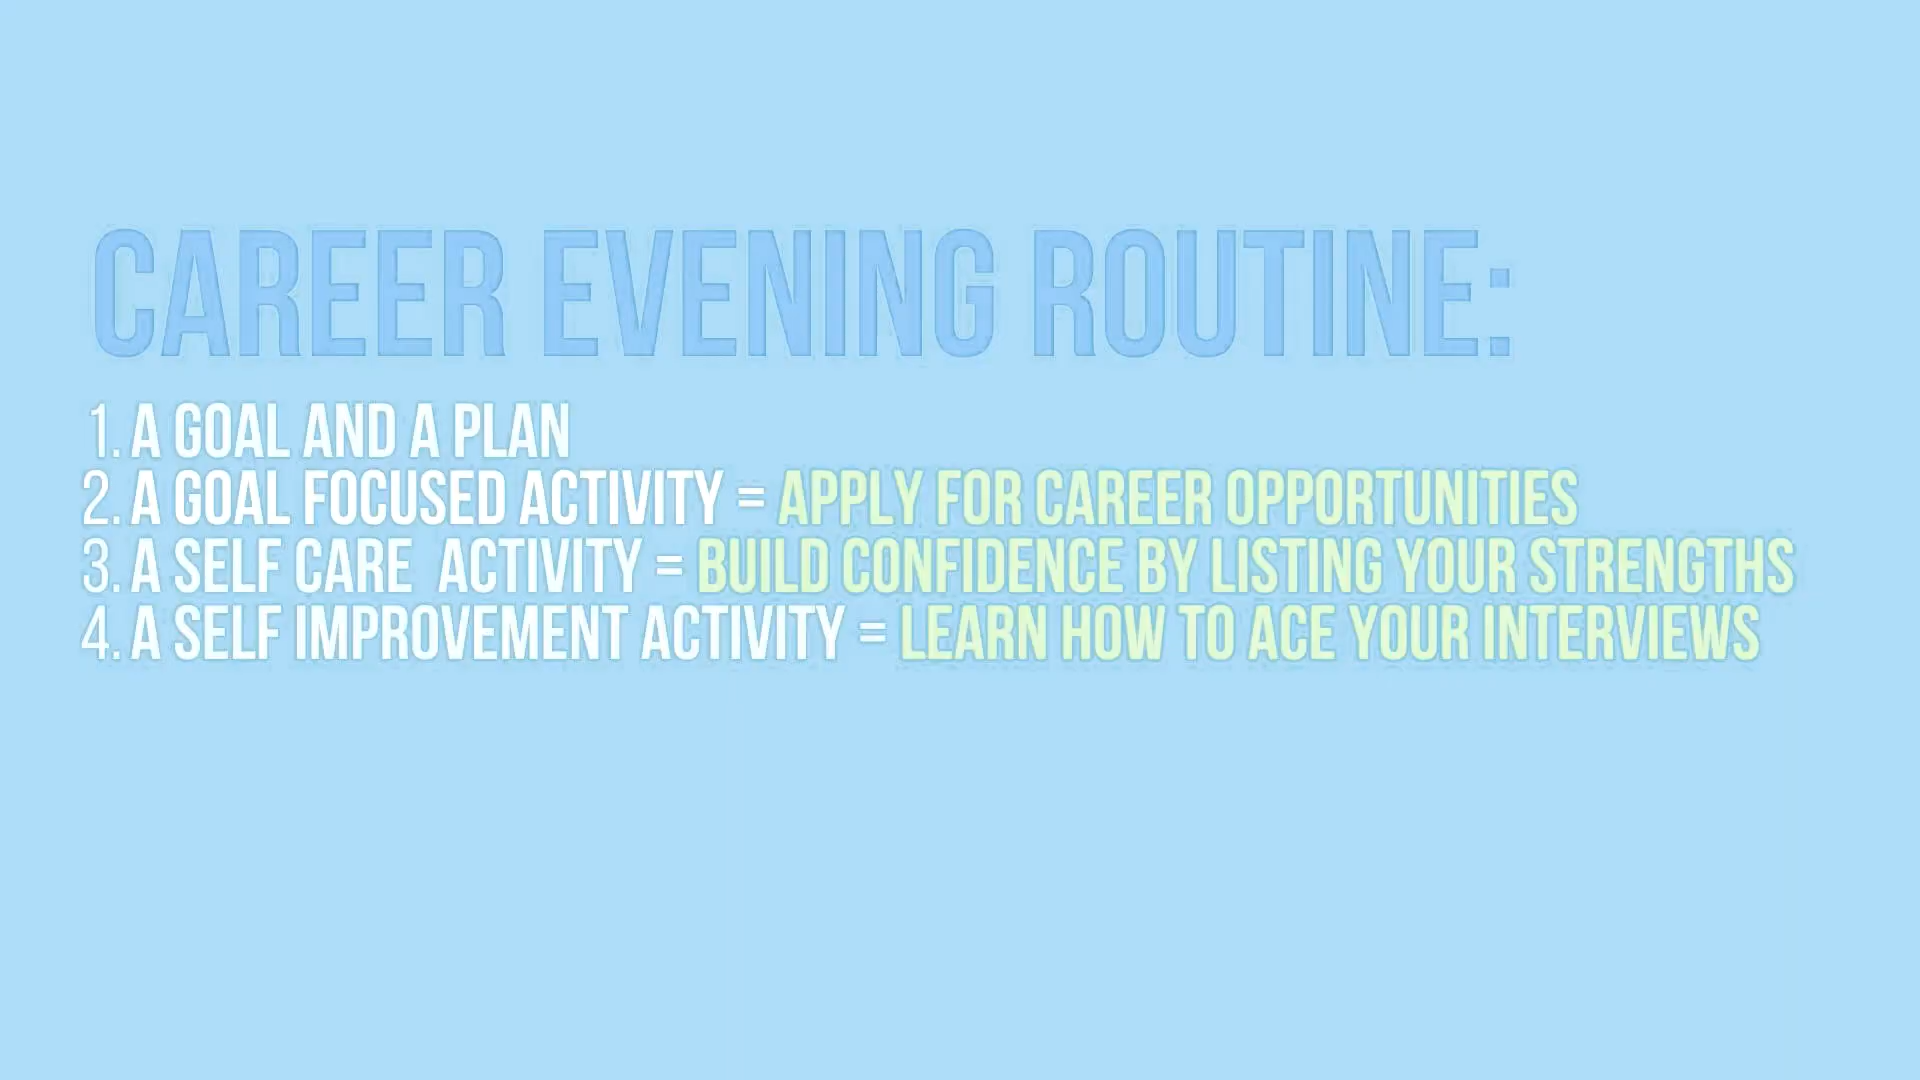 CAREER EVENING ROUTINE:
1. A GOAL AND A PLAN
2. A GOAL FOCUSED ACTIVITY = APPLY FOR CAREER OPPORTUNITIES
3. A SELF CARE  ACTIVITY = BUILD CONFIDENCE BY LISTING YOUR STRENGTHS
4. A SELF IMPROVEMENT ACTIVITY = LEARN HOW TO ACE YOUR INTERVIEWS